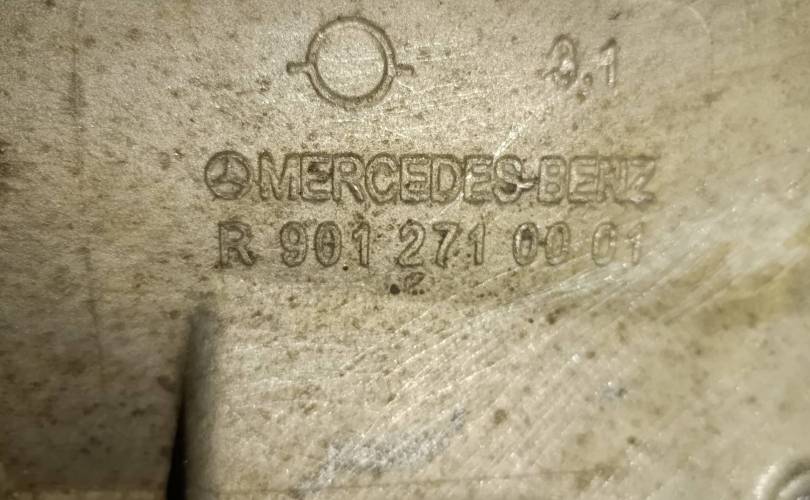 3.1
MERCEDES-BENZ
R 901 271 00 01